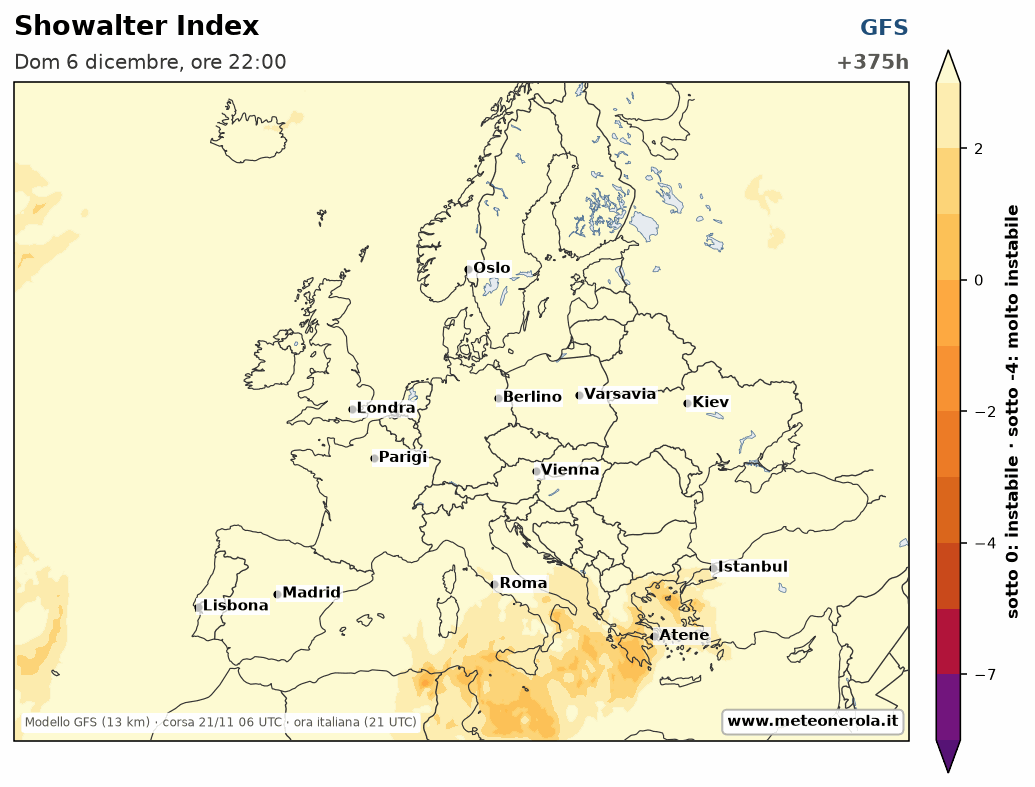 Showalter Index
GFS
Dom 6 dicembre, ore 22:00
+375h
Oslo
Londra
Berlino
Varsavia
Kiev
Parigi
Vienna
Lisbona
Madrid
Roma
Istanbul
Atene
Modello GFS (13 km) · corsa 21/11 06 UTC · ora italiana (21 UTC)
www.meteonerola.it
2
0
−2
−4
−7
sotto 0: instabile · sotto -4: molto instabile